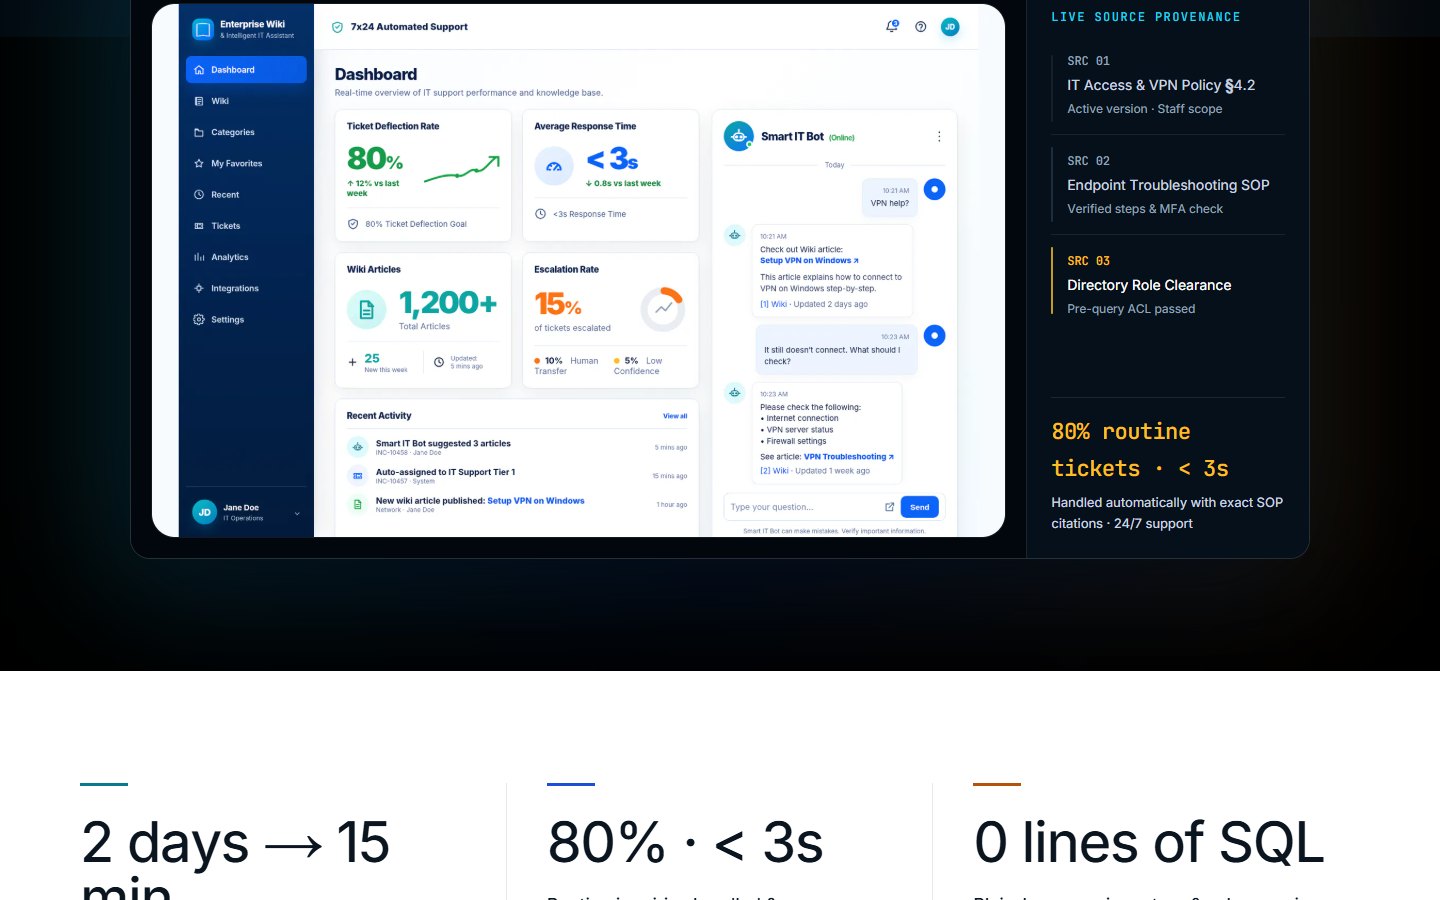 Enterprise Wiki
& Intelligent IT Assistant
Dashboard
Wiki
Categories
My Favorites
Recent
Tickets
Analytics
Integrations
Settings
JD
Jane Doe
IT Operations
7x24 Automated Support
JD
Dashboard
Real-time overview of IT support performance and knowledge base.
Ticket Deflection Rate
80%
↑ 12% vs last
week
80% Ticket Deflection Goal
Average Response Time
< 3s
↓ 0.8s vs last week
<3s Response Time
Wiki Articles
1,200+
Total Articles
25
New this week
Updated:
5 mins ago
Escalation Rate
15%
of tickets escalated
10% Human
Transfer
5% Low
Confidence
Recent Activity
View all
Smart IT Bot suggested 3 articles
INC-10458 · Jane Doe
5 mins ago
Auto-assigned to IT Support Tier 1
INC-10457 · System
15 mins ago
New wiki article published: Setup VPN on Windows
Network · Jane Doe
1 hour ago
Smart IT Bot (Online)
Today
10:21 AM
VPN help?
10:21 AM
Check out Wiki article:
Setup VPN on Windows ↗
This article explains how to connect to
VPN on Windows step-by-step.
[1] Wiki · Updated 2 days ago
10:23 AM
It still doesn't connect. What should I
check?
10:23 AM
Please check the following:
• Internet connection
• VPN server status
• Firewall settings
See article: VPN Troubleshooting ↗
[2] Wiki · Updated 1 week ago
Type your question...
Send
Smart IT Bot can make mistakes. Verify important information.
LIVE SOURCE PROVENANCE
SRC 01
IT Access & VPN Policy §4.2
Active version · Staff scope
SRC 02
Endpoint Troubleshooting SOP
Verified steps & MFA check
SRC 03
Directory Role Clearance
Pre-query ACL passed
80% routine
tickets · < 3s
Handled automatically with exact SOP
citations · 24/7 support
2 days → 15
min
80% · < 3s
0 lines of SQL